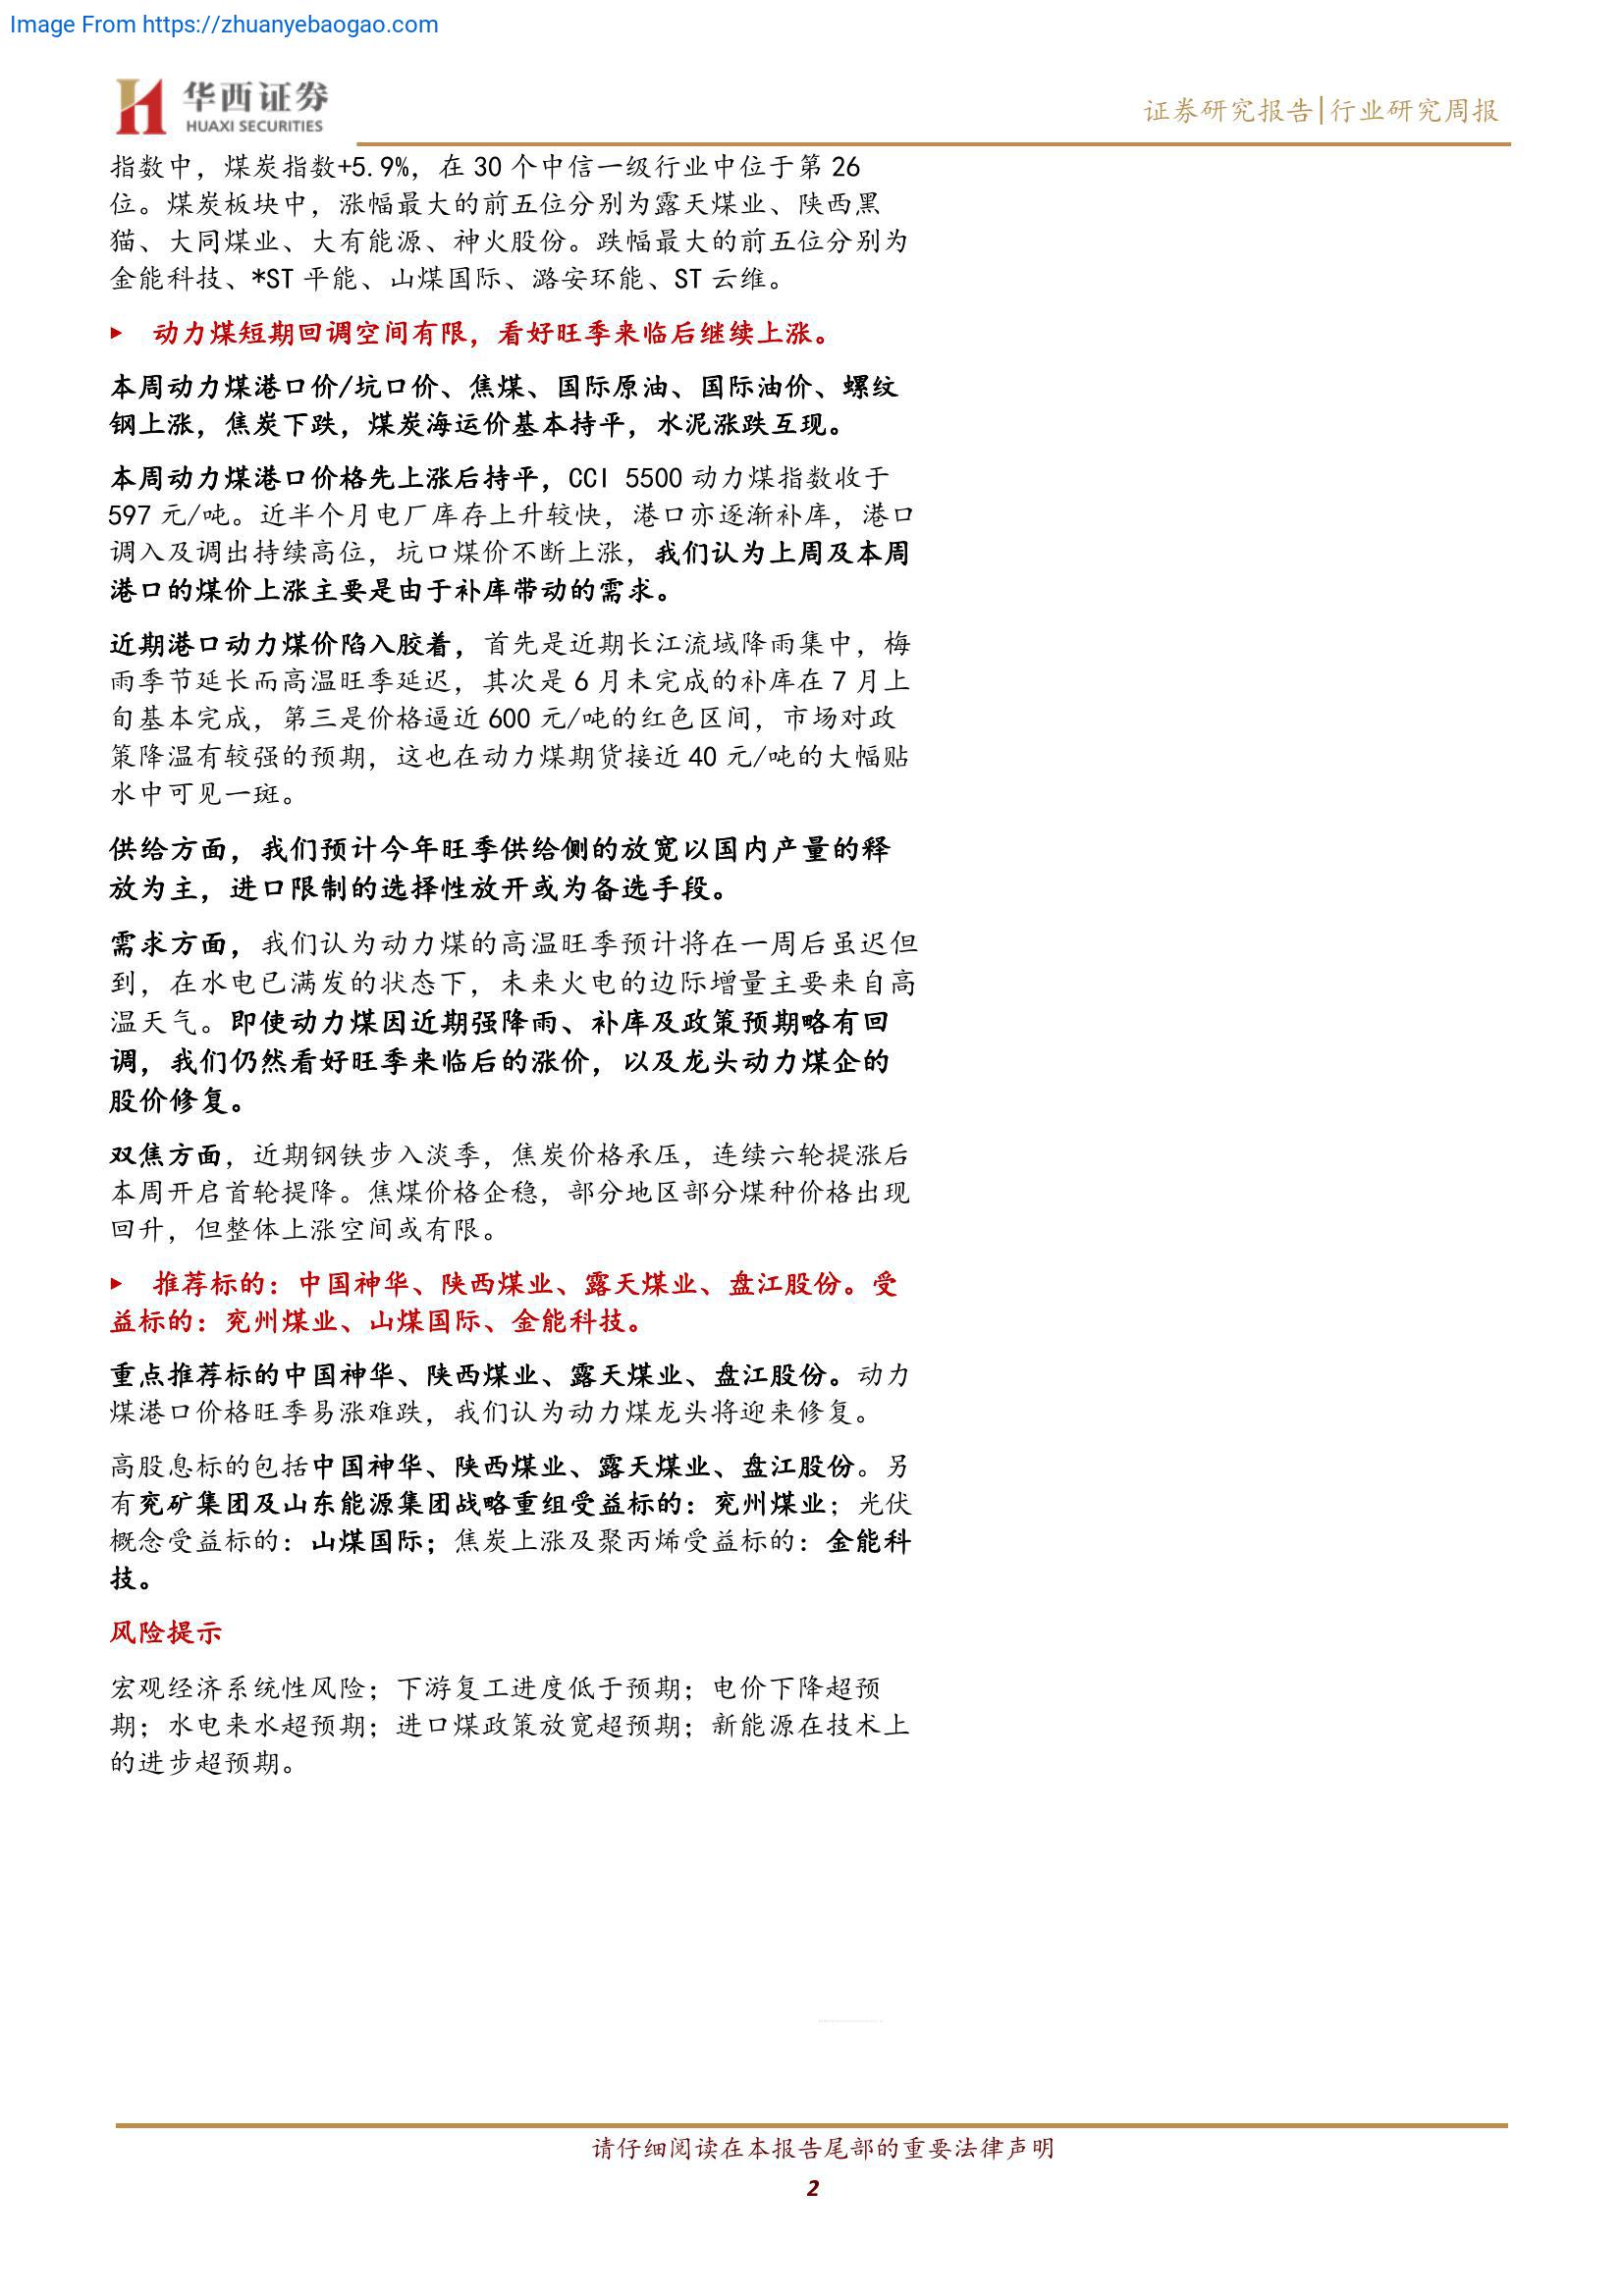 Image From https://zhuanyebaogao.com
华西证券
HUAXI SECURITIES
证券研究报告|行业研究周报
指数中，煤炭指数+5.9%，在 30 个中信一级行业中位于第 26
位。煤炭板块中，涨幅最大的前五位分别为露天煤业、陕西黑
猫、大同煤业、大有能源、神火股份。跌幅最大的前五位分别为
金能科技、*ST 平能、山煤国际、潞安环能、ST 云维。
▶ 动力煤短期回调空间有限，看好旺季来临后继续上涨。
本周动力煤港口价/坑口价、焦煤、国际原油、国际油价、螺纹
钢上涨，焦炭下跌，煤炭海运价基本持平，水泥涨跌互现。
本周动力煤港口价格先上涨后持平，CCI 5500 动力煤指数收于
597 元/吨。近半个月电厂库存上升较快，港口亦逐渐补库，港口
调入及调出持续高位，坑口煤价不断上涨，我们认为上周及本周
港口的煤价上涨主要是由于补库带动的需求。
近期港口动力煤价陷入胶着，首先是近期长江流域降雨集中，梅
雨季节延长而高温旺季延迟，其次是 6 月未完成的补库在 7 月上
旬基本完成，第三是价格逼近 600 元/吨的红色区间，市场对政
策降温有较强的预期，这也在动力煤期货接近 40 元/吨的大幅贴
水中可见一斑。
供给方面，我们预计今年旺季供给侧的放宽以国内产量的释
放为主，进口限制的选择性放开或为备选手段。
需求方面，我们认为动力煤的高温旺季预计将在一周后虽迟但
到，在水电已满发的状态下，未来火电的边际增量主要来自高
温天气。即使动力煤因近期强降雨、补库及政策预期略有回
调，我们仍然看好旺季来临后的涨价，以及龙头动力煤企的
股价修复。
双焦方面，近期钢铁步入淡季，焦炭价格承压，连续六轮提涨后
本周开启首轮提降。焦煤价格企稳，部分地区部分煤种价格出现
回升，但整体上涨空间或有限。
▶ 推荐标的：中国神华、陕西煤业、露天煤业、盘江股份。受
益标的：兖州煤业、山煤国际、金能科技。
重点推荐标的中国神华、陕西煤业、露天煤业、盘江股份。动力
煤港口价格旺季易涨难跌，我们认为动力煤龙头将迎来修复。
高股息标的包括中国神华、陕西煤业、露天煤业、盘江股份。另
有兖矿集团及山东能源集团战略重组受益标的：兖州煤业；光伏
概念受益标的：山煤国际；焦炭上涨及聚丙烯受益标的：金能科
技。
风险提示
宏观经济系统性风险；下游复工进度低于预期；电价下降超预
期；水电来水超预期；进口煤政策放宽超预期；新能源在技术上
的进步超预期。
请仔细阅读在本报告尾部的重要法律声明
2